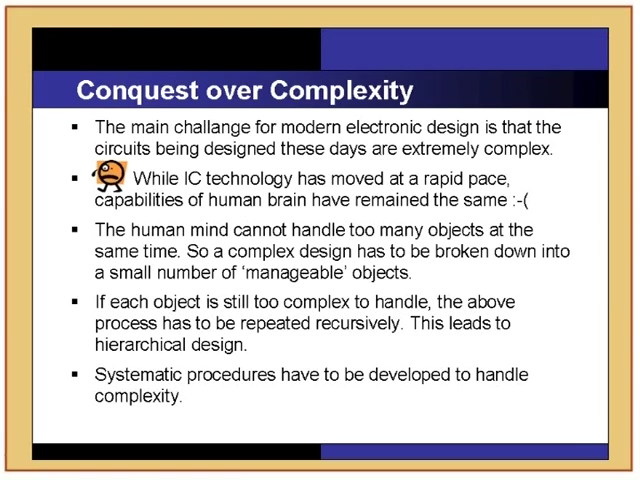 Conquest over Complexity
▪ The main challange for modern electronic design is that the
circuits being designed these days are extremely complex.
▪ While IC technology has moved at a rapid pace,
capabilities of human brain have remained the same :-(
▪ The human mind cannot handle too many objects at the
same time. So a complex design has to be broken down into
a small number of ‘manageable’ objects.
▪ If each object is still too complex to handle, the above
process has to be repeated recursively. This leads to
hierarchical design.
▪ Systematic procedures have to be developed to handle
complexity.